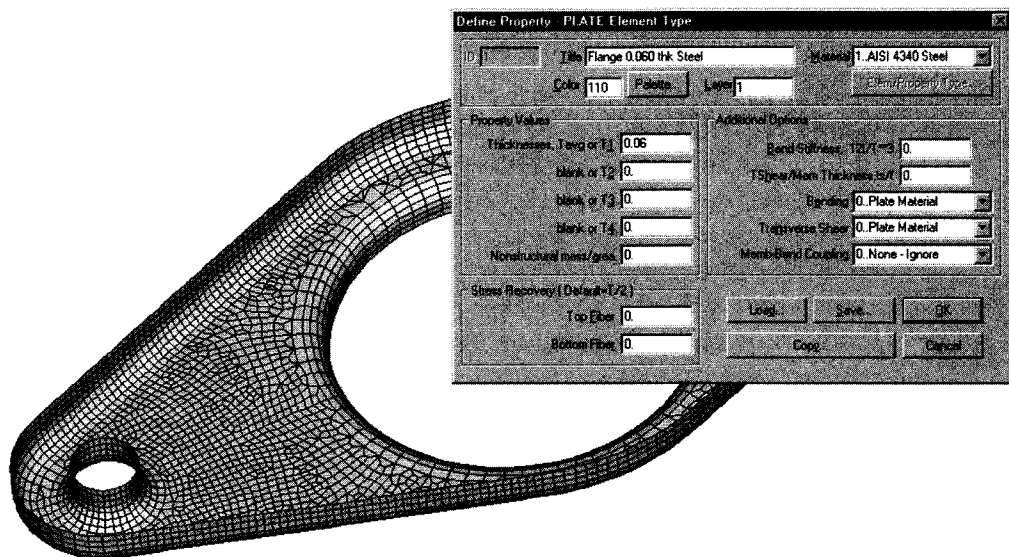 Define Property - PLATE Element Type
ID Title Flange 0.060 thk Steel Material 1..AISI 4340 Steel
Color 110 Palette... Layer 1 Elem/Property Type...
Property Values Additional Options
Thicknesses, Tavg or T1 0.06 Bend Stiffness, 12I/T**3 0.
blank or T2 0. TShear/Mem Thickness,ts/t 0.
blank or T3 0. Bending 0..Plate Material
blank or T4 0. Transverse Shear 0..Plate Material
Nonstructural mass/area 0. Memb-Bend Coupling 0..None - Ignore
Stress Recovery ( Default=T/2 )
Top Fiber 0. Load... Save... OK
Bottom Fiber 0. Copy Cancel